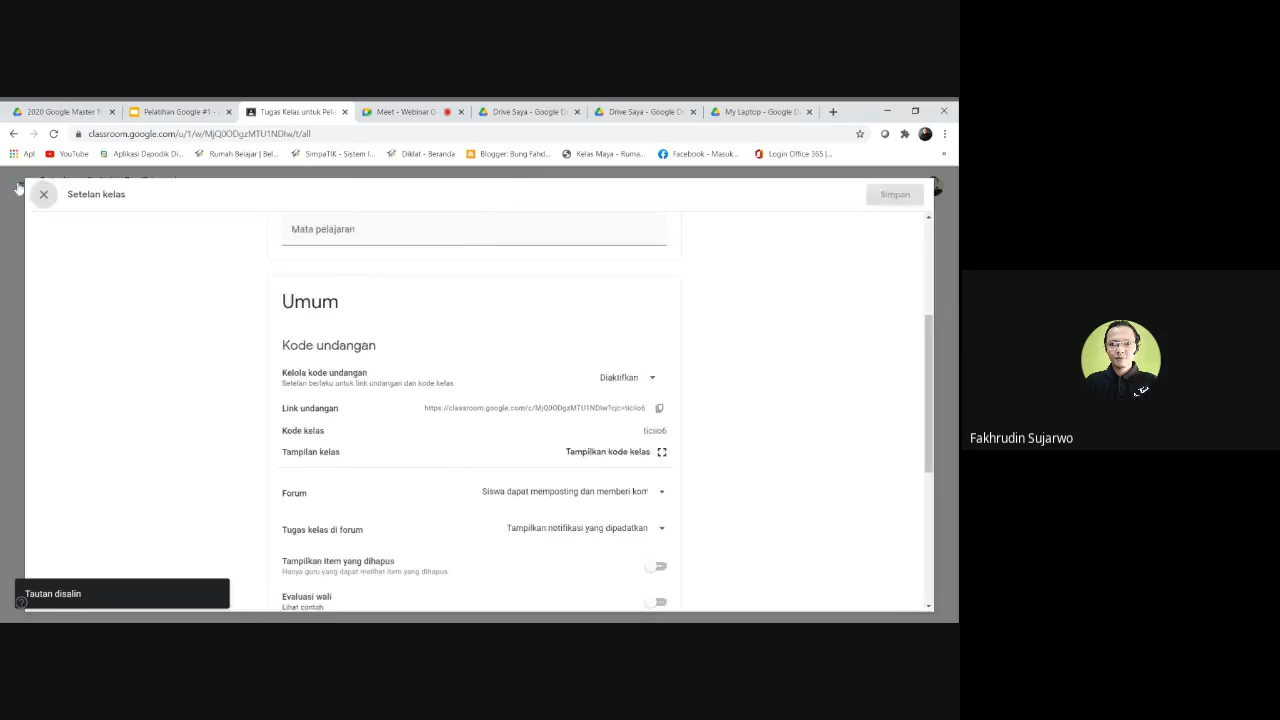 2020 Google Master Tr
Pelatihan Google #1 -
Tugas Kelas untuk Pela
Meet - Webinar G
Drive Saya - Google D
Drive Saya - Google D
My Laptop - Google D
classroom.google.com/u/1/w/MjQ0ODgzMTU1NDIw/t/all
Apl
YouTube
Aplikasi Dapodik Di...
Rumah Belajar | Bel...
SimpaTIK - Sistem I...
Diklat - Beranda
Blogger: Bung Fahd...
Kelas Maya - Ruma...
Facebook - Masuk...
Login Office 365 |...
Setelan kelas
Simpan
Mata pelajaran
Umum
Kode undangan
Kelola kode undangan
Diaktifkan
Setelan berlaku untuk link undangan dan kode kelas.
Link undangan
https://classroom.google.com/c/MjQ0ODgzMTU1NDIw?cjc=ticiio6
Kode kelas
ticiio6
Tampilan kelas
Tampilkan kode kelas
Forum
Siswa dapat memposting dan memberi kom
Tugas kelas di forum
Tampilkan notifikasi yang dipadatkan
Tampilkan item yang dihapus
Hanya guru yang dapat melihat item yang dihapus.
Evaluasi wali
Lihat contoh
Tautan disalin
Fakhrudin Sujarwo